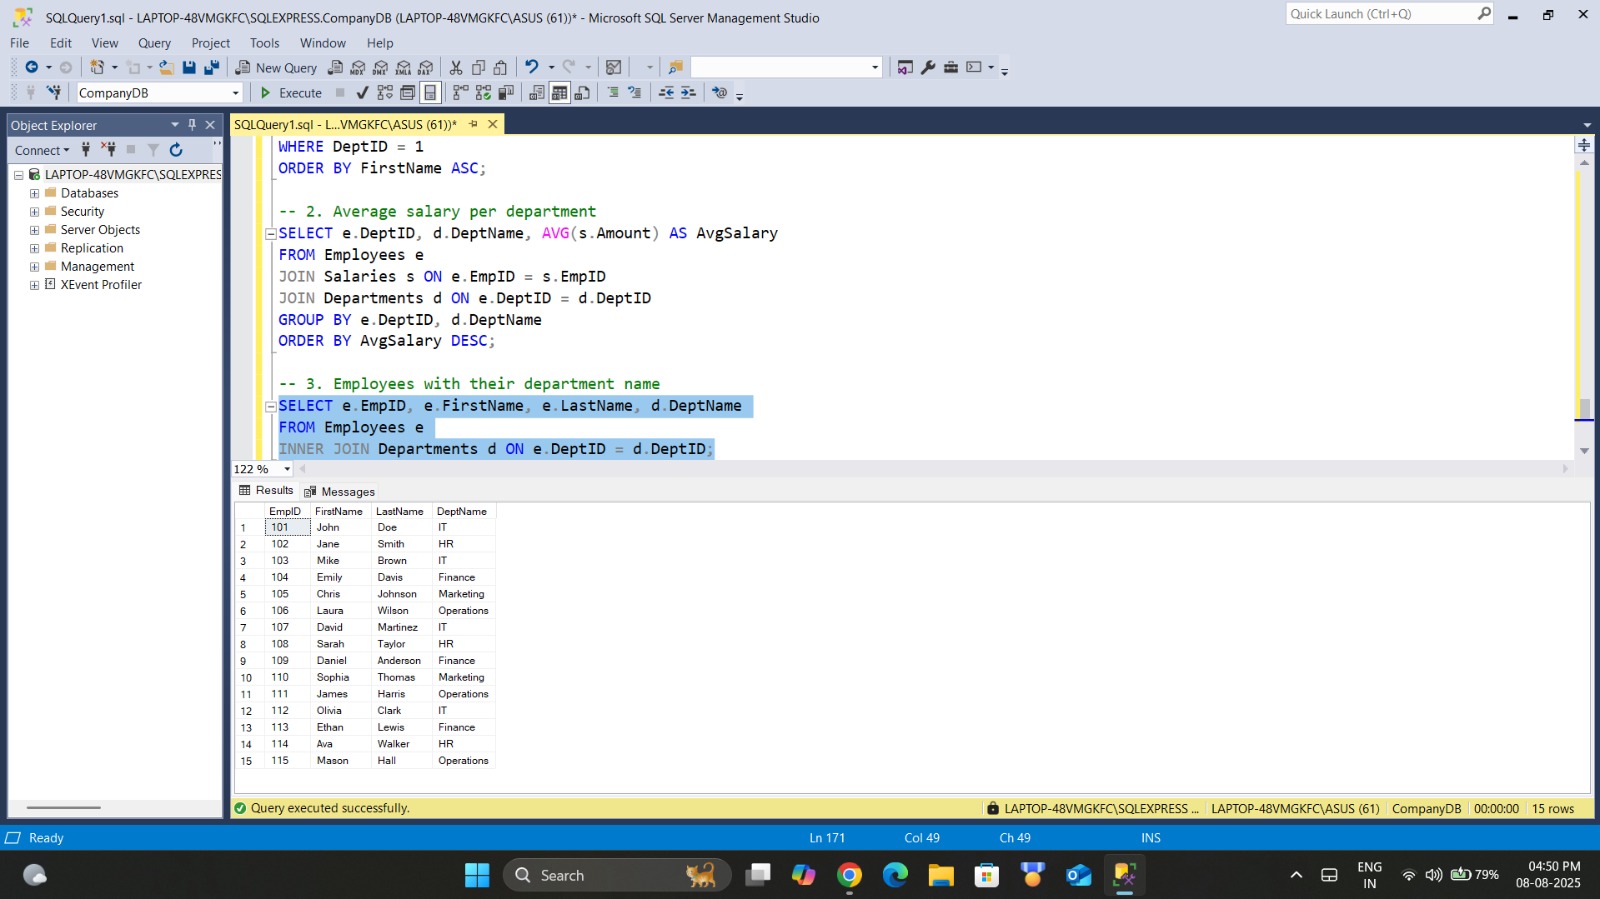 SQLQuery1.sql - LAPTOP-48VMGKFC\SQLEXPRESS.CompanyDB (LAPTOP-48VMGKFC\ASUS (61))* - Microsoft SQL Server Management Studio
Quick Launch (Ctrl+Q)
File Edit View Query Project Tools Window Help
New Query MDX DMX XMLA DAX
CompanyDB Execute
Object Explorer
SQLQuery1.sql - L...VMGKFC\ASUS (61))*
Connect
LAPTOP-48VMGKFC\SQLEXPRES
Databases
Security
Server Objects
Replication
Management
XEvent Profiler
WHERE DeptID = 1
ORDER BY FirstName ASC;
-- 2. Average salary per department
SELECT e.DeptID, d.DeptName, AVG(s.Amount) AS AvgSalary
FROM Employees e
JOIN Salaries s ON e.EmpID = s.EmpID
JOIN Departments d ON e.DeptID = d.DeptID
GROUP BY e.DeptID, d.DeptName
ORDER BY AvgSalary DESC;
-- 3. Employees with their department name
SELECT e.EmpID, e.FirstName, e.LastName, d.DeptName
FROM Employees e
INNER JOIN Departments d ON e.DeptID = d.DeptID;
122 %
Results Messages
EmpID FirstName LastName DeptName
1 101 John Doe IT
2 102 Jane Smith HR
3 103 Mike Brown IT
4 104 Emily Davis Finance
5 105 Chris Johnson Marketing
6 106 Laura Wilson Operations
7 107 David Martinez IT
8 108 Sarah Taylor HR
9 109 Daniel Anderson Finance
10 110 Sophia Thomas Marketing
11 111 James Harris Operations
12 112 Olivia Clark IT
13 113 Ethan Lewis Finance
14 114 Ava Walker HR
15 115 Mason Hall Operations
Query executed successfully. LAPTOP-48VMGKFC\SQLEXPRESS ... LAPTOP-48VMGKFC\ASUS (61) CompanyDB 00:00:00 15 rows
Ready Ln 171 Col 49 Ch 49 INS
Search
ENG
IN
79%
04:50 PM
08-08-2025